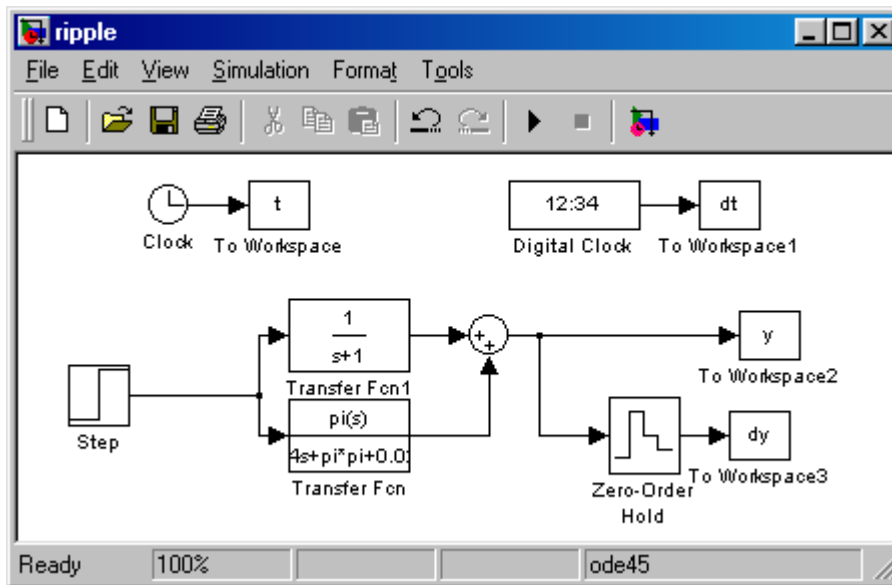 ripple
File Edit View Simulation Format Tools
t
12:34
dt
Clock
To Workspace
Digital Clock
To Workspace1
1
s+1
Transfer Fcn1
y
To Workspace2
Step
pi(s)
4s+pi*pi+0.0
Transfer Fcn
dy
To Workspace3
Zero-Order
Hold
Ready 100% ode45